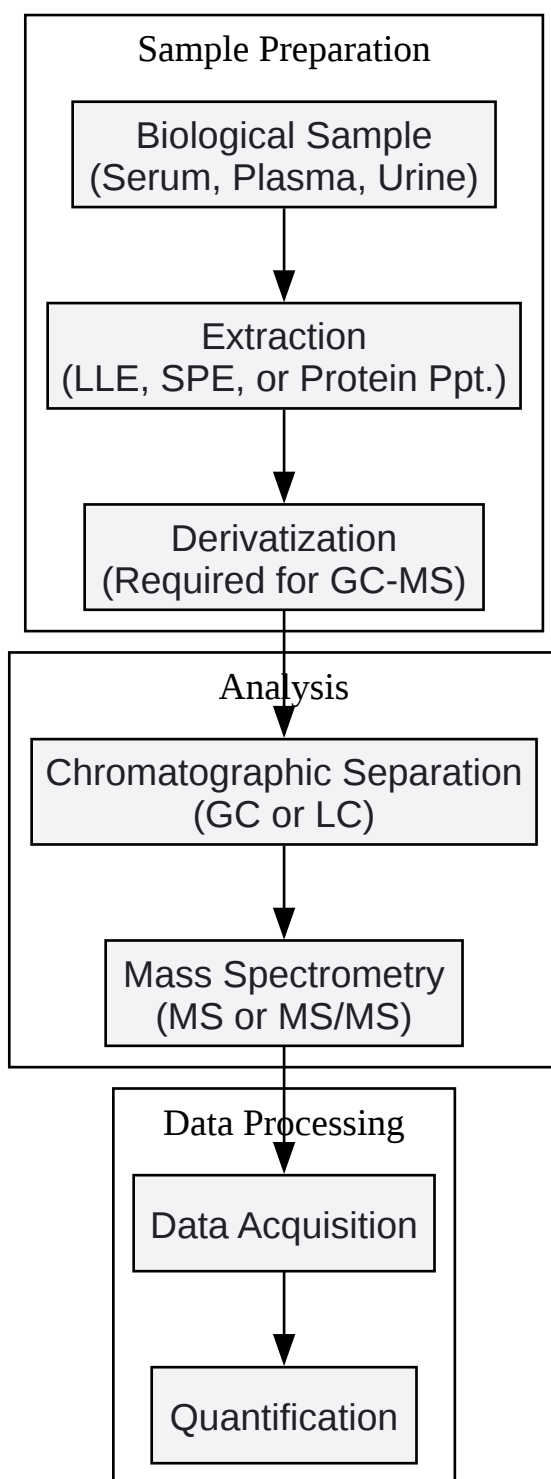 Sample Preparation
Biological Sample
(Serum, Plasma, Urine)
Extraction
(LLE, SPE, or Protein Ppt.)
Derivatization
(Required for GC-MS)
Analysis
Chromatographic Separation
(GC or LC)
Mass Spectrometry
(MS or MS/MS)
Data Processing
Data Acquisition
Quantification